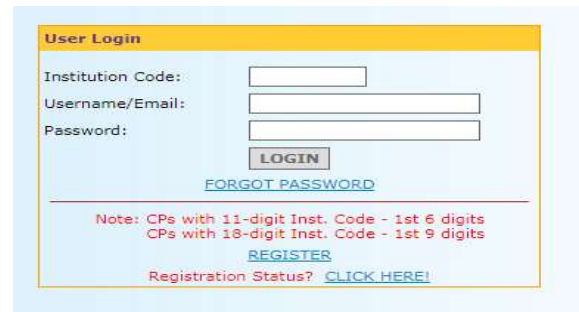 User Login
Institution Code:
Username/Email:
Password:
LOGIN
FORGOT PASSWORD
Note: CPs with 11-digit Inst. Code - 1st 6 digits
CPs with 18-digit Inst. Code - 1st 9 digits
REGISTER
Registration Status? CLICK HERE!